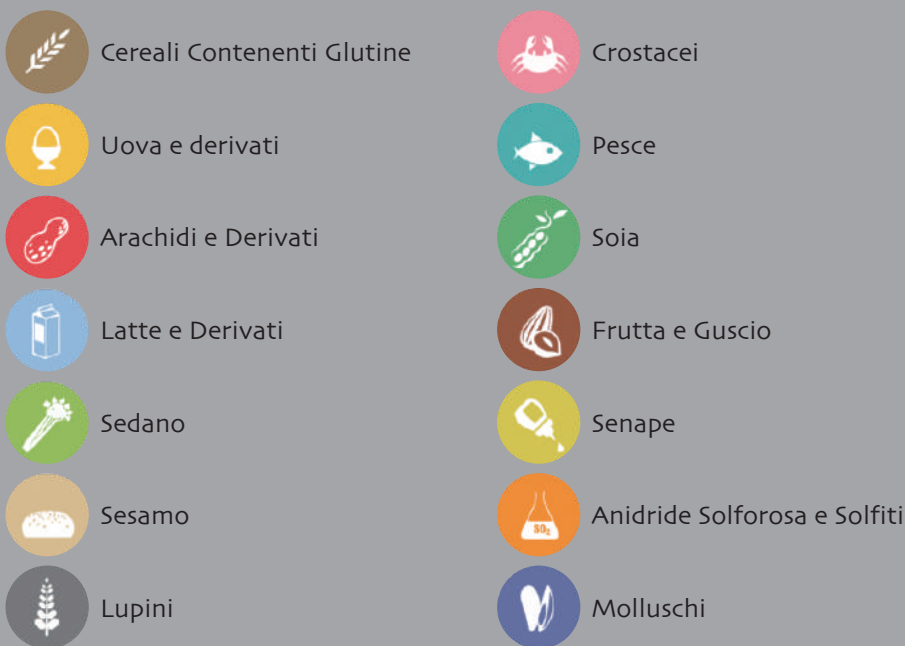 Cereali Contenenti Glutine
Crostacei
Uova e derivati
Pesce
Arachidi e Derivati
Soia
Latte e Derivati
Frutta e Guscio
Sedano
Senape
Sesamo
SO₂
Anidride Solforosa e Solfiti
Lupini
Molluschi